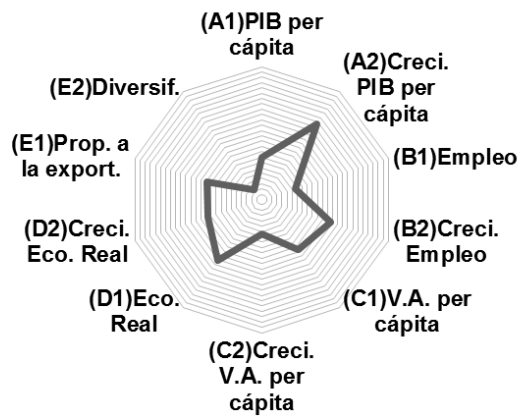 (A1)PIB per
cápita
(A2)Creci.
PIB per
cápita
(B1)Empleo
(B2)Creci.
Empleo
(C1)V.A. per
cápita
(C2)Creci.
V.A. per
cápita
(D1)Eco.
Real
(D2)Creci.
Eco. Real
(E1)Prop. a
la export.
(E2)Diversif.